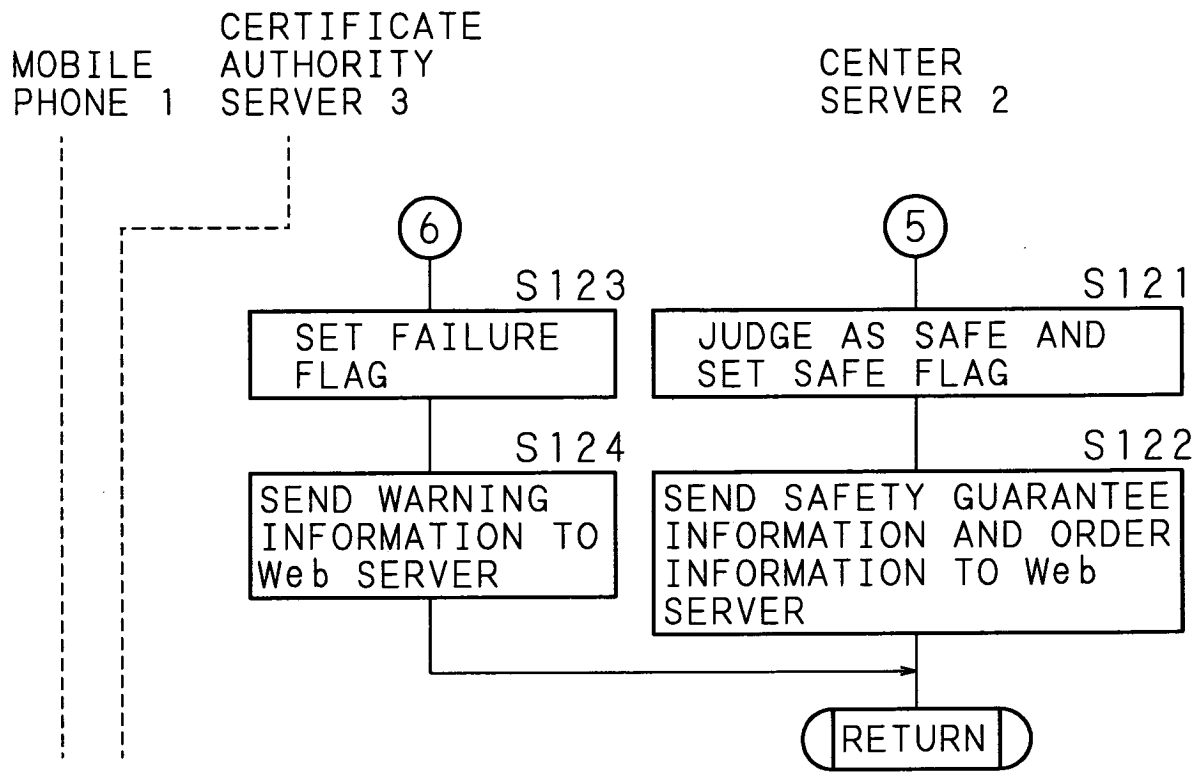 MOBILE
PHONE 1
CERTIFICATE
AUTHORITY
SERVER 3
CENTER
SERVER 2
6
5
S123
SET FAILURE
FLAG
S121
JUDGE AS SAFE AND
SET SAFE FLAG
S124
SEND WARNING
INFORMATION TO
Web SERVER
S122
SEND SAFETY GUARANTEE
INFORMATION AND ORDER
INFORMATION TO Web
SERVER
RETURN